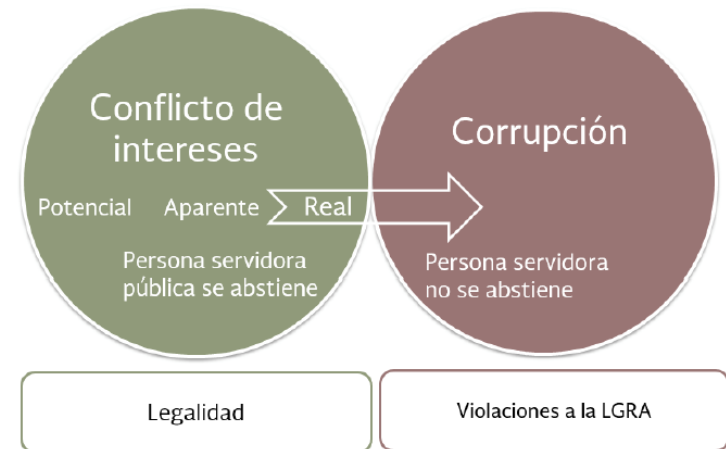 Conflicto de
intereses
Potencial Aparente Real
Persona servidora
pública se abstiene
Corrupción
Persona servidora
no se abstiene
Legalidad
Violaciones a la LGRA